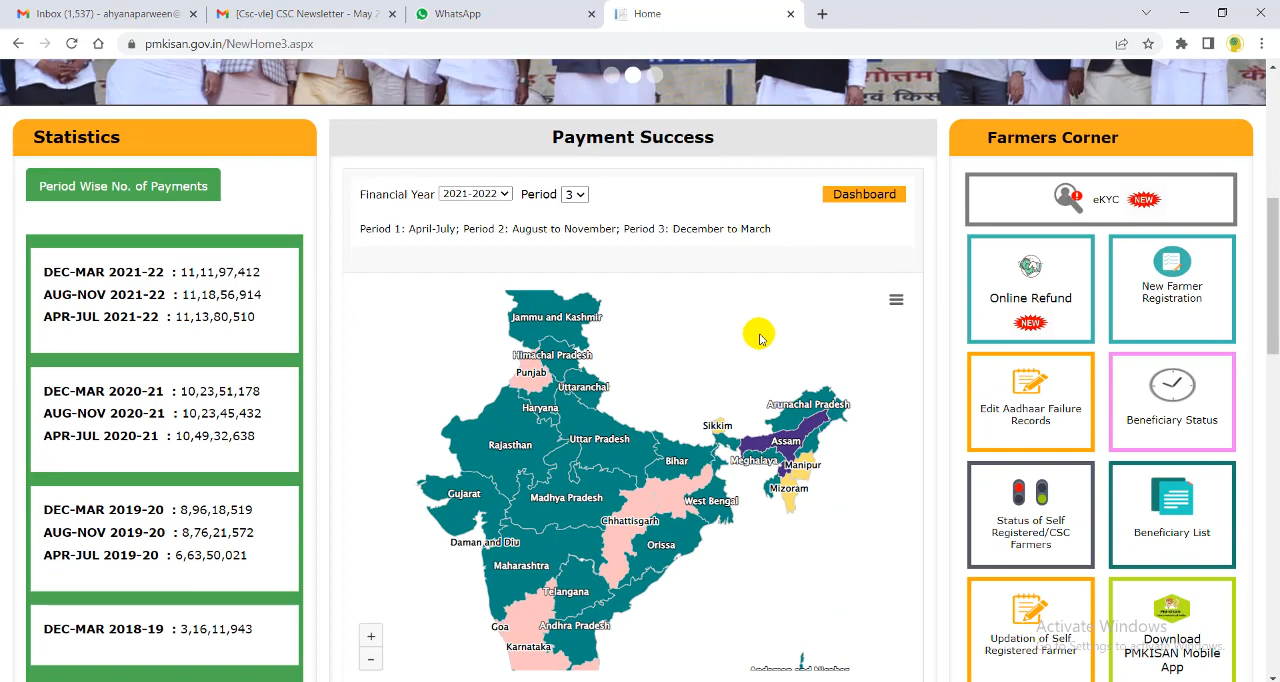 Inbox (1,537) - ahyanaparween@
[Csc-vle] CSC Newsletter - May 2
WhatsApp
Home
pmkisan.gov.in/NewHome3.aspx
गोत्तम
एवं किस
Statistics
Period Wise No. of Payments
DEC-MAR 2021-22 : 11,11,97,412
AUG-NOV 2021-22 : 11,18,56,914
APR-JUL 2021-22 : 11,13,80,510
DEC-MAR 2020-21 : 10,23,51,178
AUG-NOV 2020-21 : 10,23,45,432
APR-JUL 2020-21 : 10,49,32,638
DEC-MAR 2019-20 : 8,96,18,519
AUG-NOV 2019-20 : 8,76,21,572
APR-JUL 2019-20 : 6,63,50,021
DEC-MAR 2018-19 : 3,16,11,943
Payment Success
Financial Year 2021-2022 Period 3 Dashboard
Period 1: April-July; Period 2: August to November; Period 3: December to March
Jammu and Kashmir
Himachal Pradesh
Punjab
Uttaranchal
Haryana
Arunachal Pradesh
Sikkim
Rajasthan
Uttar Pradesh
Assam
Bihar
Meghalaya
Manipur
Gujarat
Madhya Pradesh
Mizoram
West Bengal
Chhattisgarh
Daman and Diu
Orissa
Maharashtra
Telangana
Goa
Andhra Pradesh
Karnataka
+
-
Farmers Corner
eKYC NEW
Online Refund
NEW
New Farmer
Registration
Edit Aadhaar Failure
Records
Beneficiary Status
Status of Self
Registered/CSC
Farmers
Beneficiary List
Updation of Self
Registered Farmer
PMKISAN
Download
PMKISAN Mobile
App
Activate Windows
Go to Settings to activate Windows.